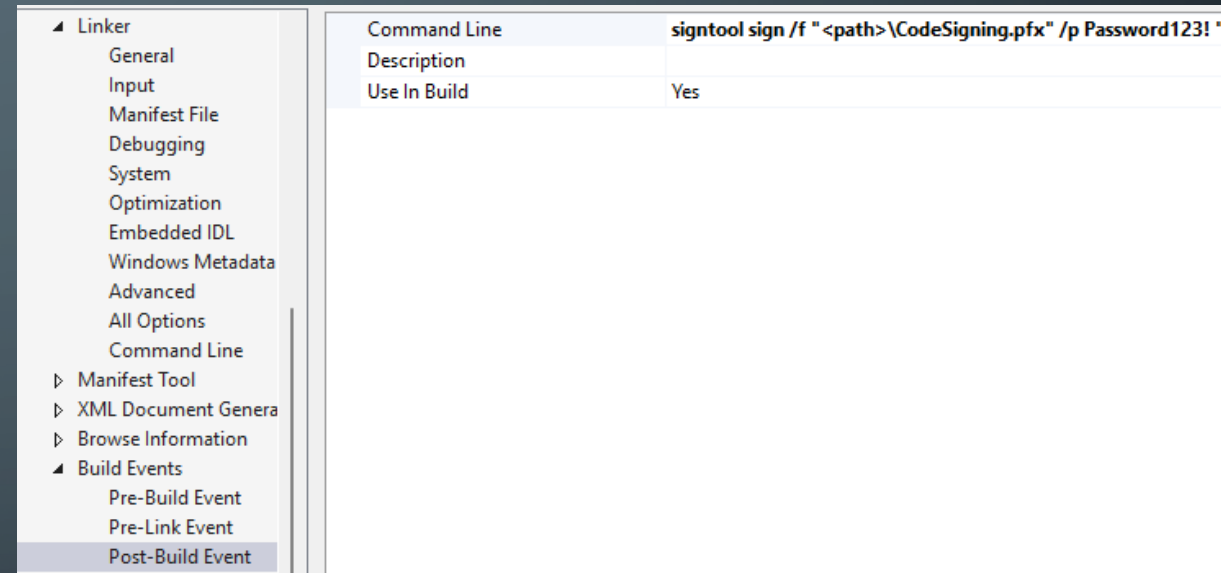 Linker
General
Input
Manifest File
Debugging
System
Optimization
Embedded IDL
Windows Metadata
Advanced
All Options
Command Line
Manifest Tool
XML Document Genera
Browse Information
Build Events
Pre-Build Event
Pre-Link Event
Post-Build Event
Command Line signtool sign /f "<path>\CodeSigning.pfx" /p Password123! "
Description
Use In Build Yes